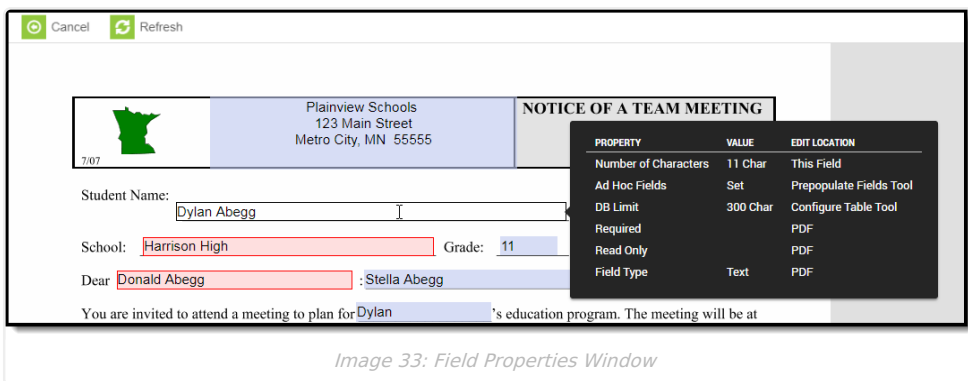 Cancel Refresh
Plainview Schools
123 Main Street
Metro City, MN 55555
NOTICE OF A TEAM MEETING
7/07
PROPERTY VALUE EDIT LOCATION
Number of Characters 11 Char This Field
Ad Hoc Fields Set Prepopulate Fields Tool
DB Limit 300 Char Configure Table Tool
Required PDF
Read Only PDF
Field Type Text PDF
Student Name:
Dylan Abegg
School: Harrison High Grade: 11
Dear Donald Abegg : Stella Abegg
You are invited to attend a meeting to plan for Dylan 's education program. The meeting will be at
Image 33: Field Properties Window